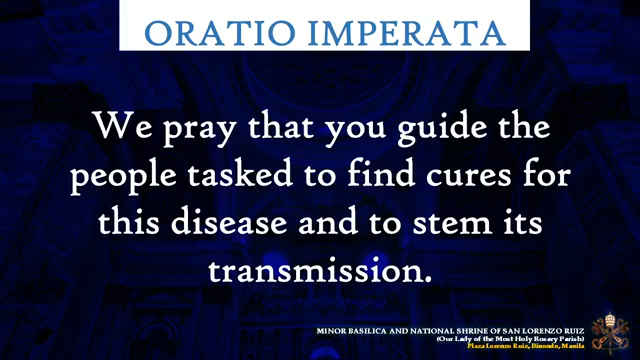 ORATIO IMPERATA
We pray that you guide the
people tasked to find cures for
this disease and to stem its
transmission.
MINOR BASILICA AND NATIONAL SHRINE OF SAN LORENZO RUIZ
(Our Lady of the Most Holy Rosary Parish)
Plaza Lorenzo Ruiz, Binondo, Manila